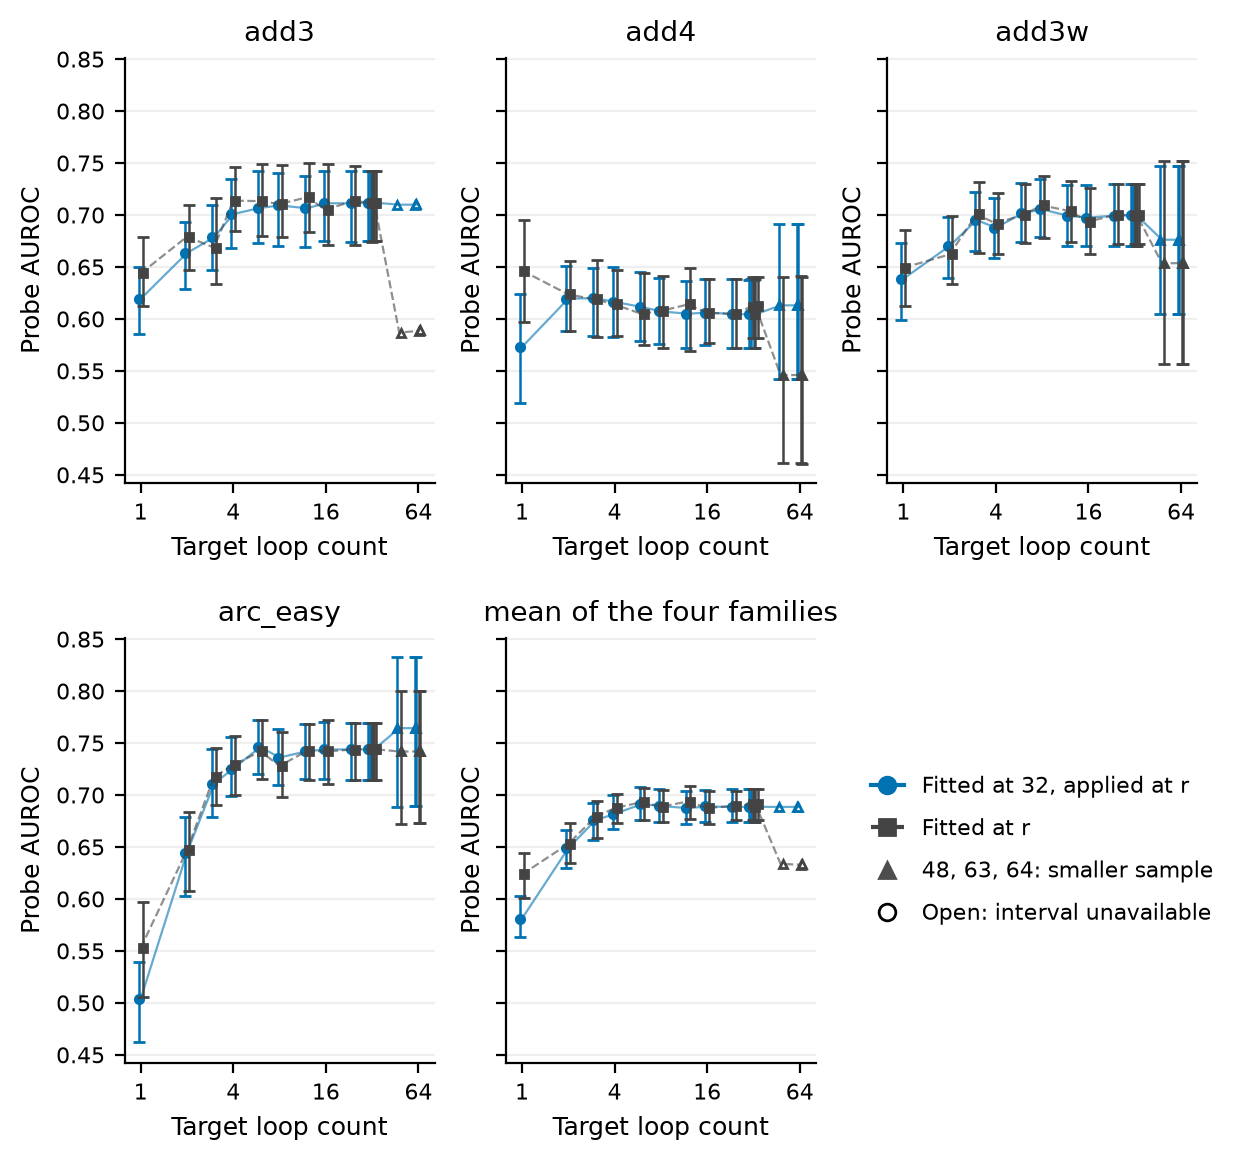 add3
add4
add3w
0.85
0.80
0.75
0.70
0.65
0.60
0.55
0.50
0.45
Probe AUROC
Probe AUROC
Probe AUROC
1 4 16 64
1 4 16 64
1 4 16 64
Target loop count
Target loop count
Target loop count
arc_easy
mean of the four families
0.85
0.80
0.75
0.70
0.65
0.60
0.55
0.50
0.45
Probe AUROC
Probe AUROC
1 4 16 64
1 4 16 64
Target loop count
Target loop count
Fitted at 32, applied at r
Fitted at r
48, 63, 64: smaller sample
Open: interval unavailable